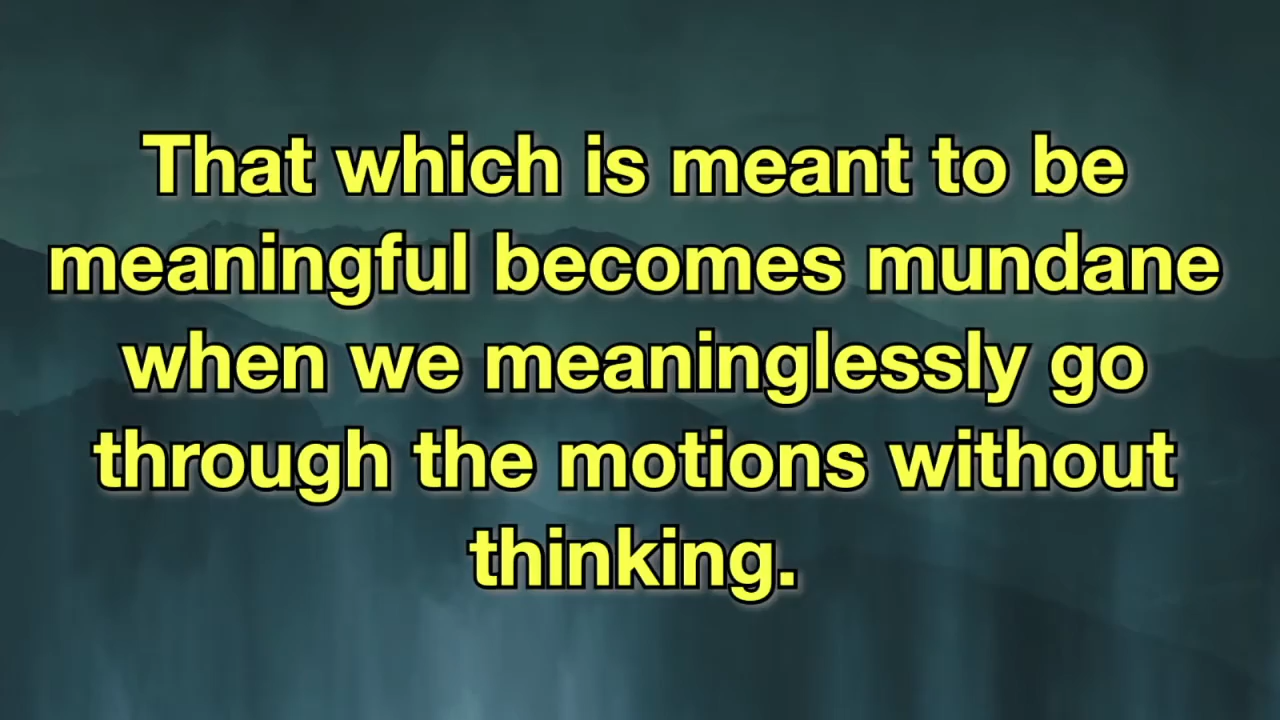 That which is meant to be
meaningful becomes mundane
when we meaninglessly go
through the motions without
thinking.